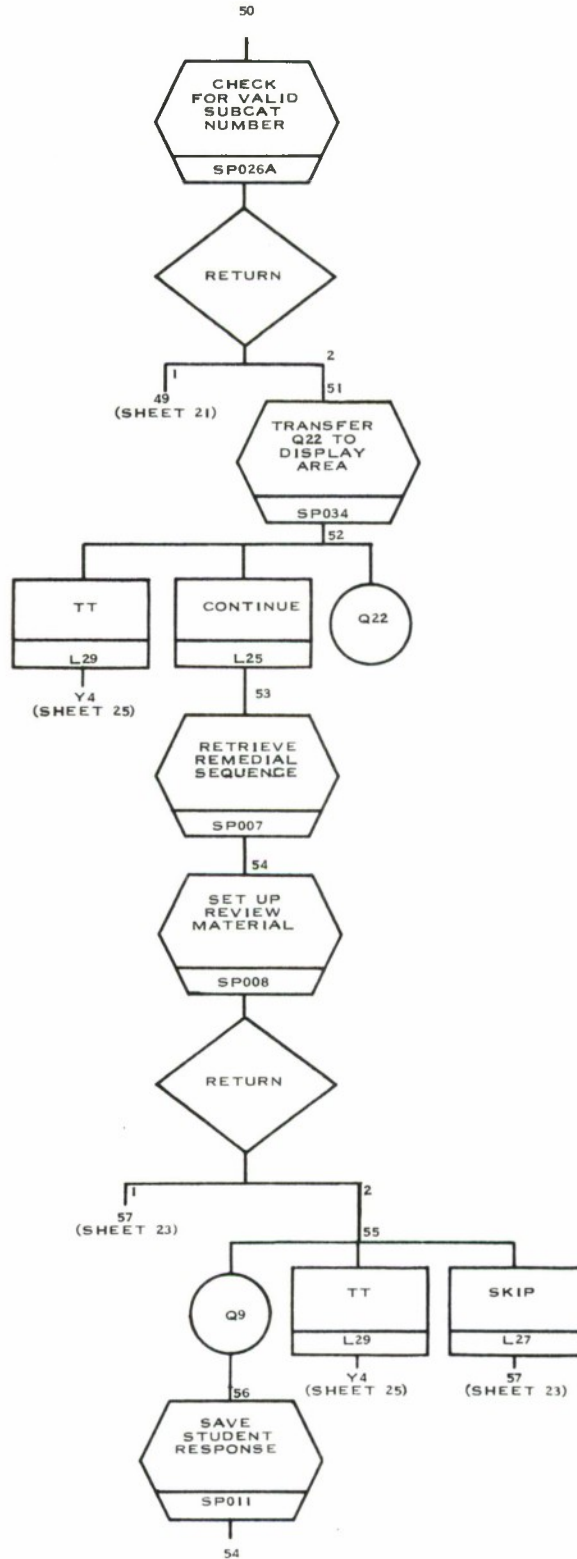 50
CHECK
FOR VALID
SUBCAT
NUMBER
SP026A
RETURN
1
2
49
(SHEET 21)
51
TRANSFER
Q22 TO
DISPLAY
AREA
SP034
52
TT
L29
Y4
(SHEET 25)
CONTINUE
L25
Q22
53
RETRIEVE
REMEDIAL
SEQUENCE
SP007
54
SET UP
REVIEW
MATERIAL
SP008
RETURN
1
2
57
(SHEET 23)
55
Q9
TT
L29
Y4
(SHEET 25)
SKIP
L27
57
(SHEET 23)
56
SAVE
STUDENT
RESPONSE
SP011
54